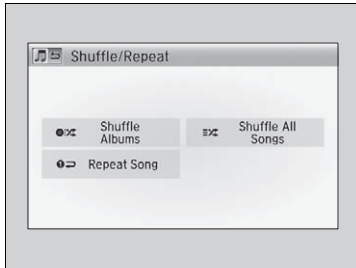 Shuffle/Repeat
Shuffle
Albums
Shuffle All
Songs
Repeat Song